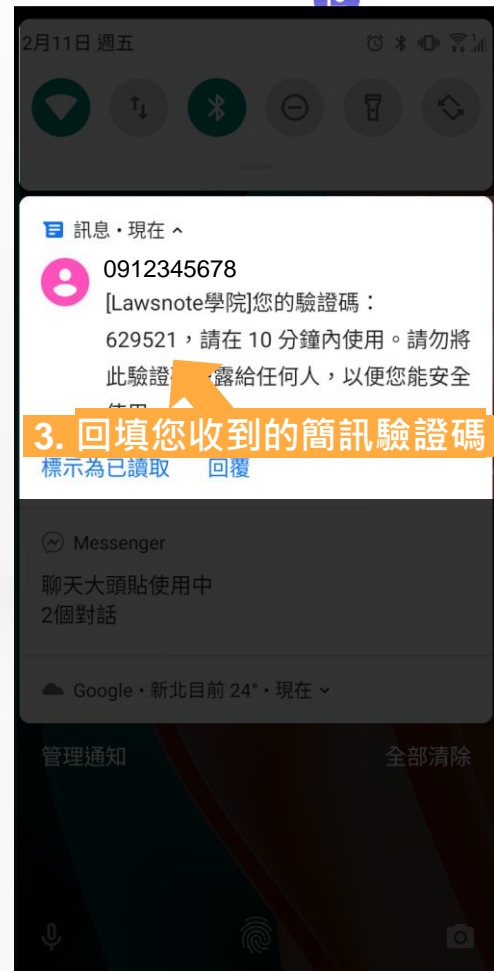 2月11日 週五
訊息・現在
0912345678
[Lawsnote學院]您的驗證碼：
629521，請在 10 分鐘內使用。請勿將
此驗證 露給任何人，以便您能安全
3. 回填您收到的簡訊驗證碼
標示為已讀取 回覆
Messenger
聊天大頭貼使用中
2個對話
Google・新北目前 24°・現在
管理通知 全部清除